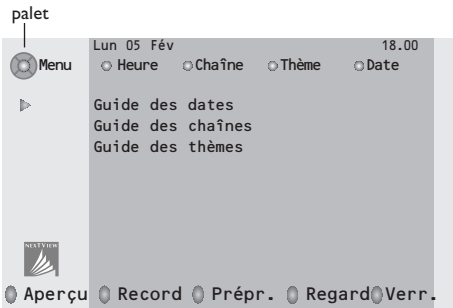 palet
Lun 05 Fév 18.00
Menu Heure Chaîne Thème Date
Guide des dates
Guide des chaînes
Guide des thèmes
NEXTVIEW
Aperçu Record Prépr. Regard Verr.